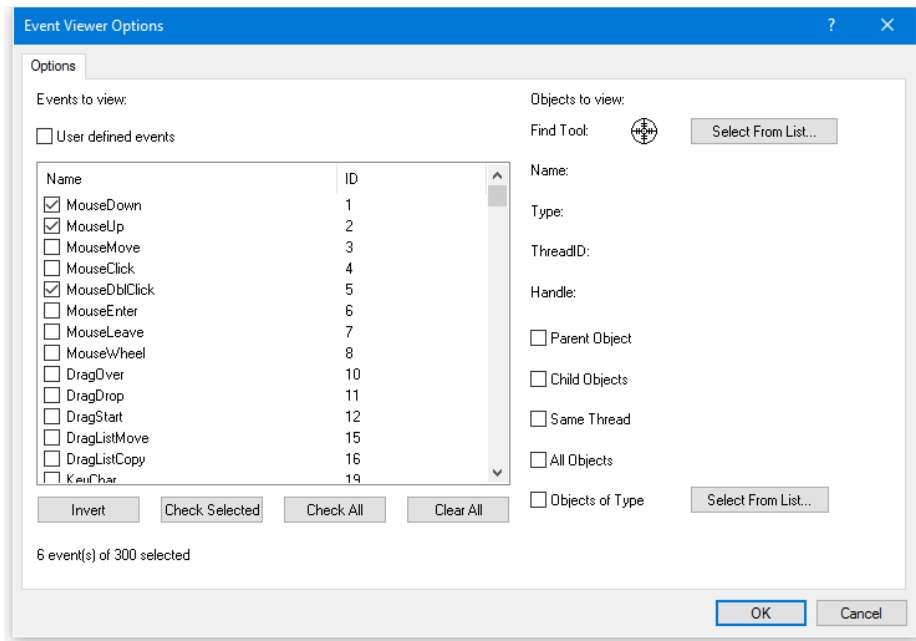 Event Viewer Options
Options
Events to view:
User defined events
Name ID
MouseDown 1
MouseUp 2
MouseMove 3
MouseClick 4
MouseDblClick 5
MouseEnter 6
MouseLeave 7
MouseWheel 8
DragOver 10
DragDrop 11
DragStart 12
DragListMove 15
DragListCopy 16
KeyChar 19
Invert Check Selected Check All Clear All
6 event(s) of 300 selected
Objects to view:
Find Tool: Select From List...
Name:
Type:
ThreadID:
Handle:
Parent Object
Child Objects
Same Thread
All Objects
Objects of Type Select From List...
OK Cancel